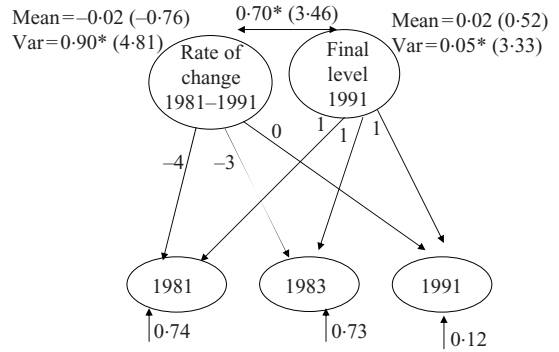 Mean=–0·02 (–0·76)
Var=0·90* (4·81)
0·70* (3·46)
Mean=0·02 (0·52)
Var=0·05* (3·33)
Rate of
change
1981–1991
Final
level
1991
–4
–3
0
1
1
1
1981
1983
1991
0·74
0·73
0·12